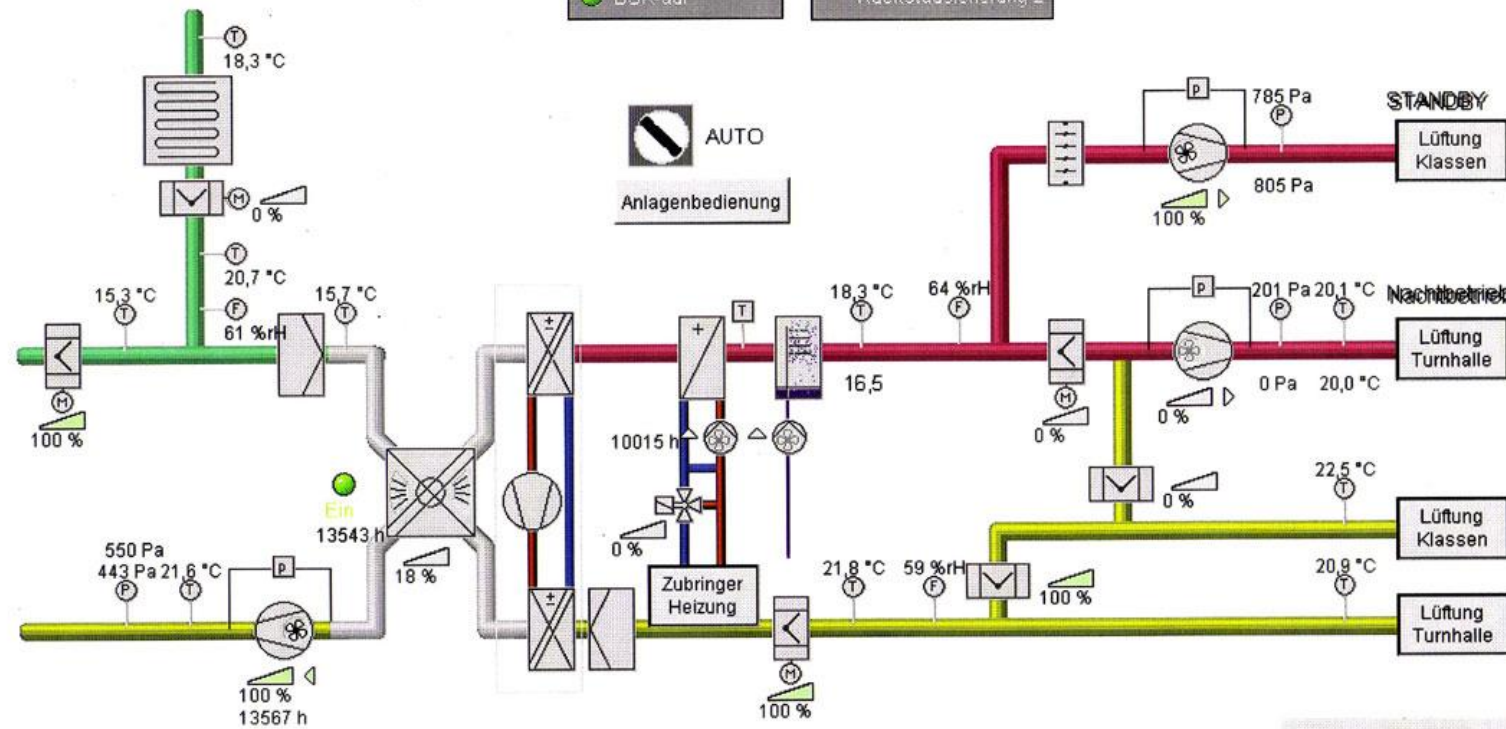 T
18,3 °C
AUTO
Anlagenbedienung
M
0 %
T
20,7 °C
F
61 %rH
15,3 °C
T
15,7 °C
T
M
100 %
p
785 Pa
P
805 Pa
100 %
STANDBY
Lüftung
Klassen
±
+
T
18,3 °C
T
64 %rH
F
16,5
M
0 %
p
201 Pa
P
20,1 °C
T
0 Pa
20,0 °C
0 %
Nachtbetrieb
Lüftung
Turnhalle
10015 h
0 %
Zubringer
Heizung
Ein
13543 h
18 %
550 Pa
443 Pa
P
21,6 °C
T
p
100 %
13567 h
±
0 %
22,5 °C
T
Lüftung
Klassen
21,8 °C
T
59 %rH
F
100 %
20,9 °C
T
Lüftung
Turnhalle
M
100 %